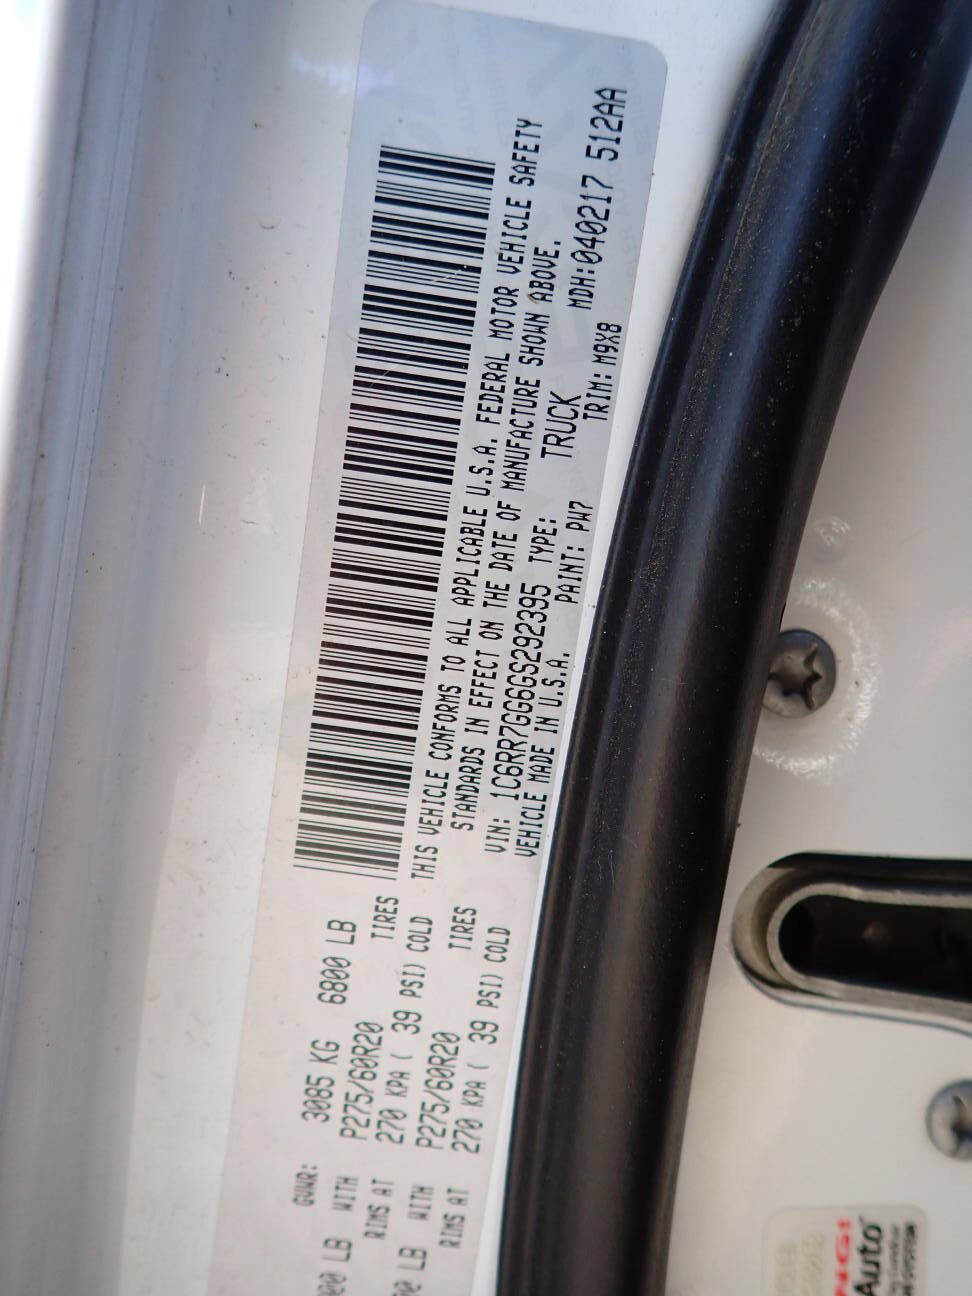 GVWR: 3085 KG 6800 LB
LB WITH P275/60R20 TIRES
RIMS AT 270 KPA ( 39 PSI) COLD
LB WITH P275/60R20 TIRES
RIMS AT 270 KPA ( 39 PSI) COLD
THIS VEHICLE CONFORMS TO ALL APPLICABLE U.S.A. FEDERAL MOTOR VEHICLE SAFETY
STANDARDS IN EFFECT ON THE DATE OF MANUFACTURE SHOWN ABOVE.
VIN: 1C6RR7GG6GS292395 TYPE: TRUCK MDH:040217 512AA
VEHICLE MADE IN U.S.A. PAINT: PW7 TRIM: M9X8
NG!
Auto